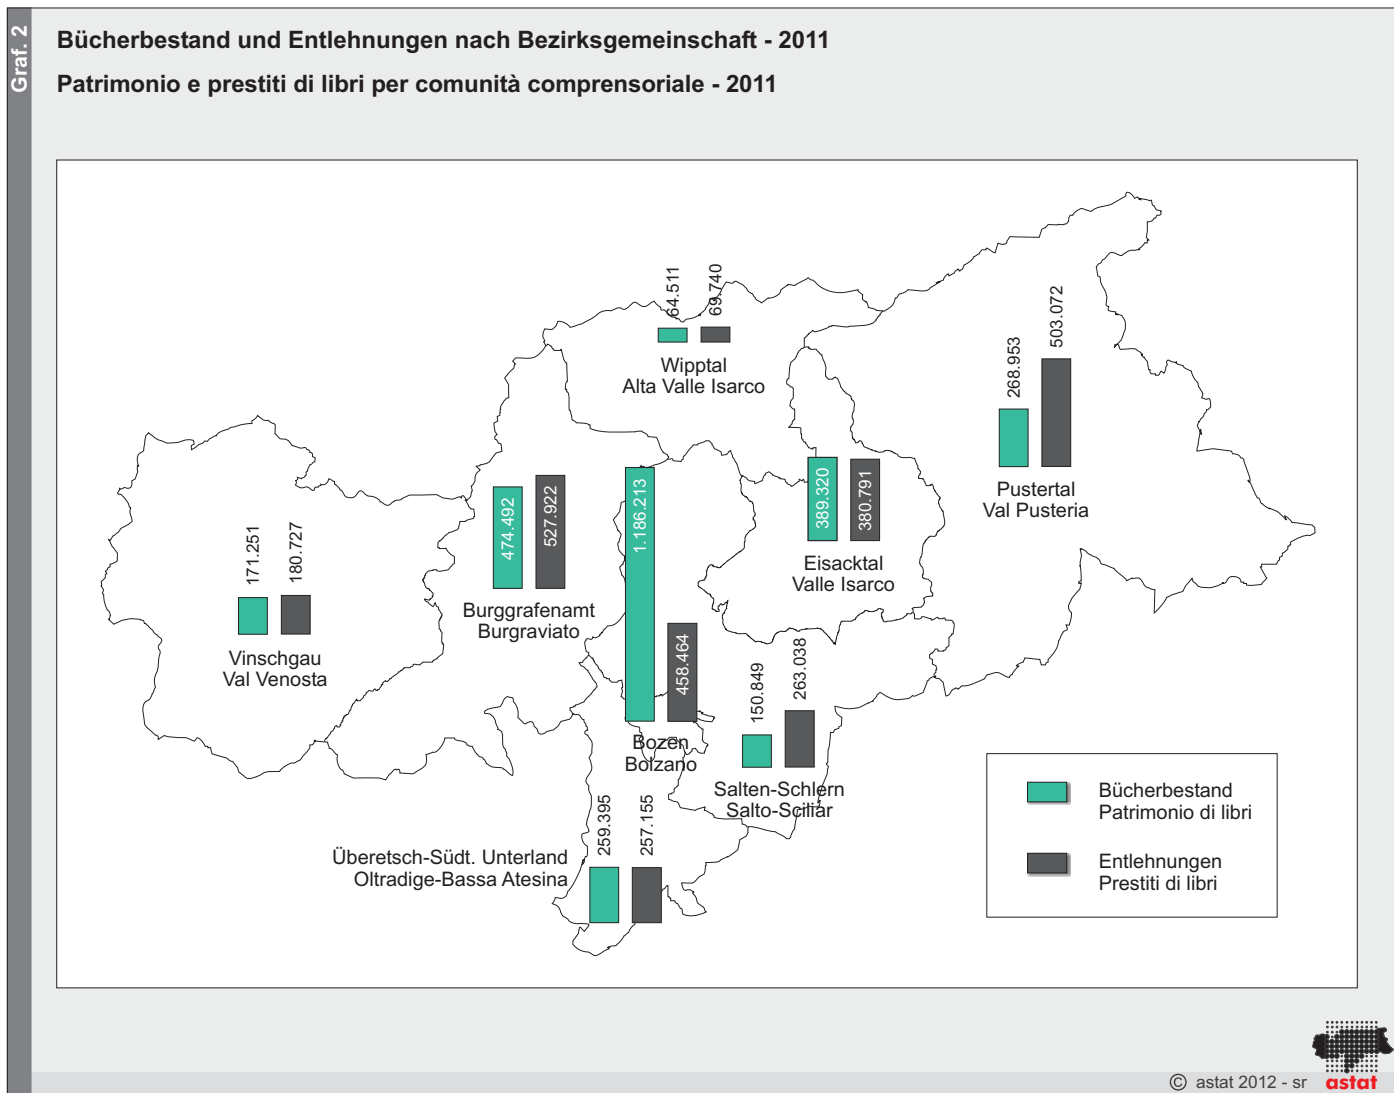 Graf. 2
Bücherbestand und Entlehnungen nach Bezirksgemeinschaft - 2011
Patrimonio e prestiti di libri per comunità comprensoriale - 2011
64.511
69.740
Wipptal
Alta Valle Isarco
268.953
503.072
Pustertal
Val Pusteria
389.320
380.791
Eisacktal
Valle Isarco
474.492
527.922
Burggrafenamt
Burgraviato
1.186.213
458.464
Bozen
Bolzano
171.251
180.727
Vinschgau
Val Venosta
150.849
263.038
Salten-Schlern
Salto-Sciliar
259.395
257.155
Überetsch-Südt. Unterland
Oltradige-Bassa Atesina
Bücherbestand
Patrimonio di libri
Entlehnungen
Prestiti di libri
© astat 2012 - sr
astat